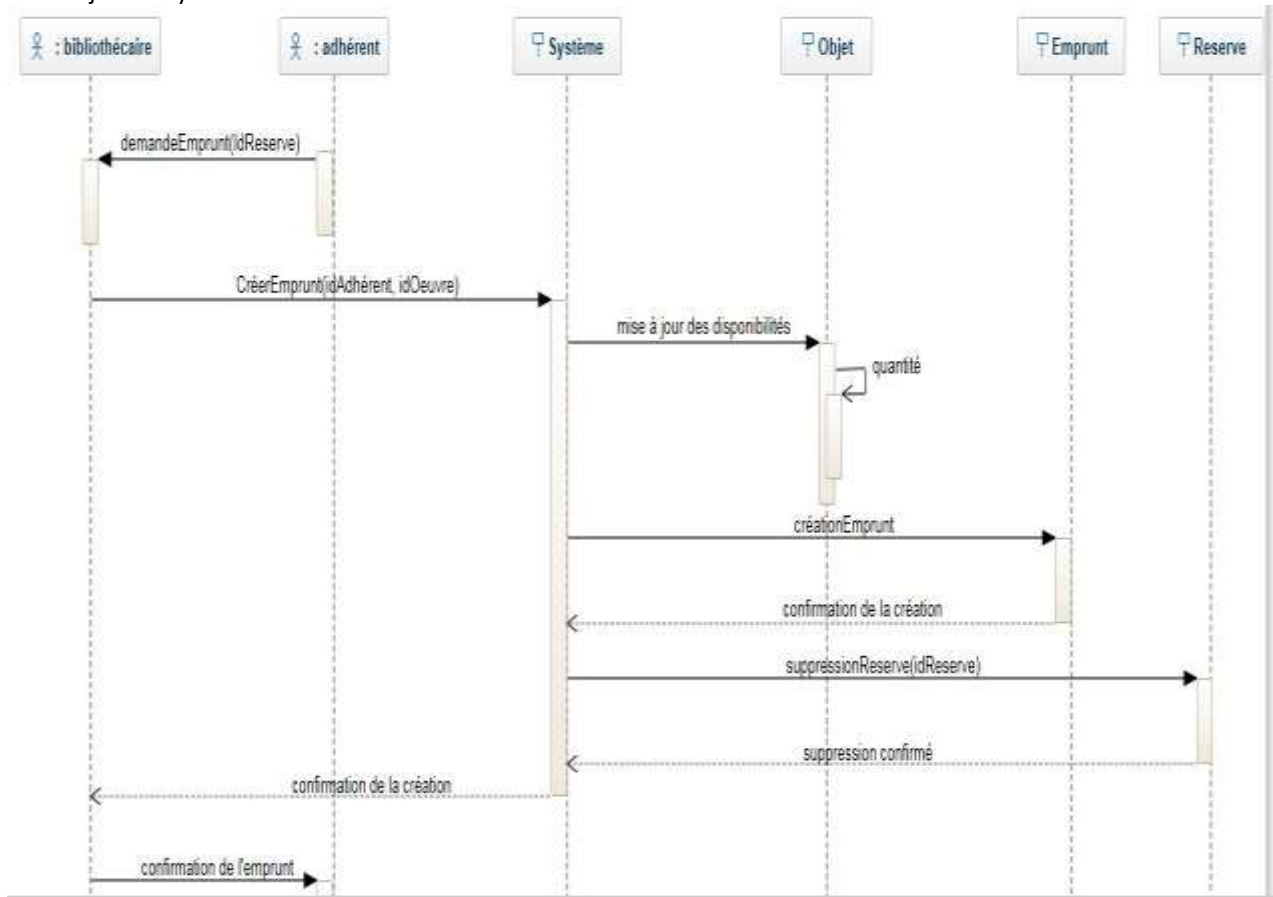 : bibliothécaire
: adhérent
Système
Objet
Emprunt
Reserve
demandeEmprunt(idReserve)
CréerEmprunt(idAdhérent, idOeuvre)
mise à jour des disponibilités
quantité
créationEmprunt
confirmation de la création
suppressionReserve(idReserve)
suppression confirmé
confirmation de la création
confirmation de l'emprunt